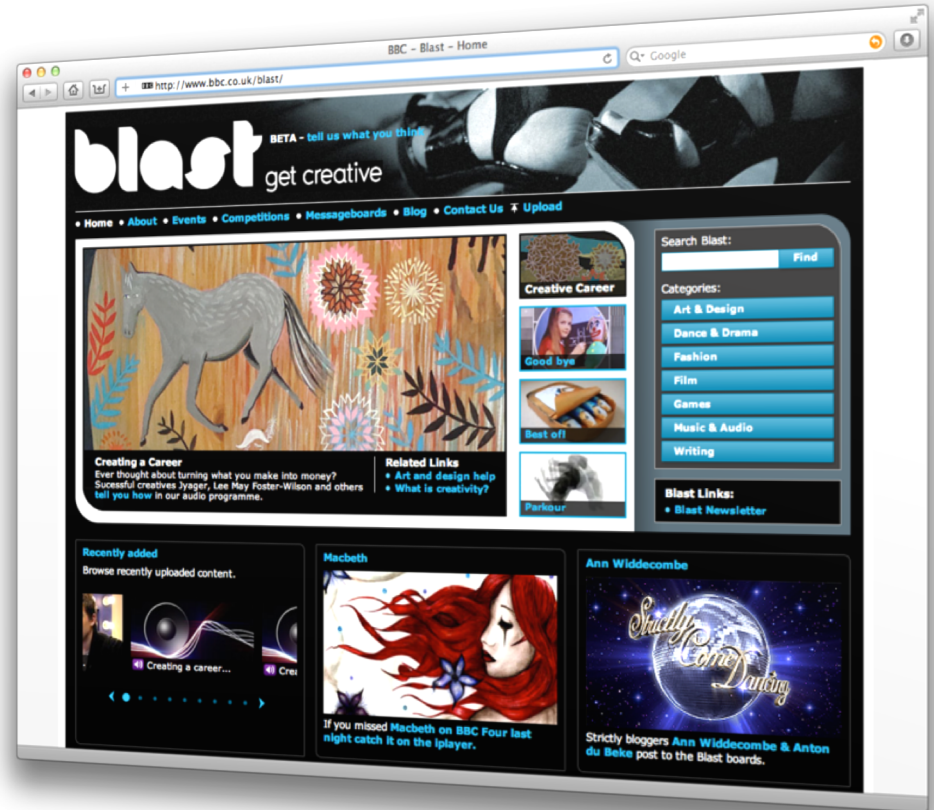 BBC – Blast – Home
http://www.bbc.co.uk/blast/
Google
blast
BETA – tell us what you think
get creative
Home • About • Events • Competitions • Messageboards • Blog • Contact Us Upload
Creative Career
Good bye
Best of!
Parkour
Creating a Career
Ever thought about turning what you make into money?
Sucessful creatives Jyager, Lee May Foster-Wilson and others
tell you how in our audio programme.
Related Links
• Art and design help
• What is creativity?
Search Blast:
Find
Categories:
Art & Design
Dance & Drama
Fashion
Film
Games
Music & Audio
Writing
Blast Links:
• Blast Newsletter
Recently added
Browse recently uploaded content.
Creating a career...
Crea
Macbeth
If you missed Macbeth on BBC Four last
night catch it on the iplayer.
Ann Widdecombe
Strictly
Come
Dancing
Strictly bloggers Ann Widdecombe & Anton
du Beke post to the Blast boards.